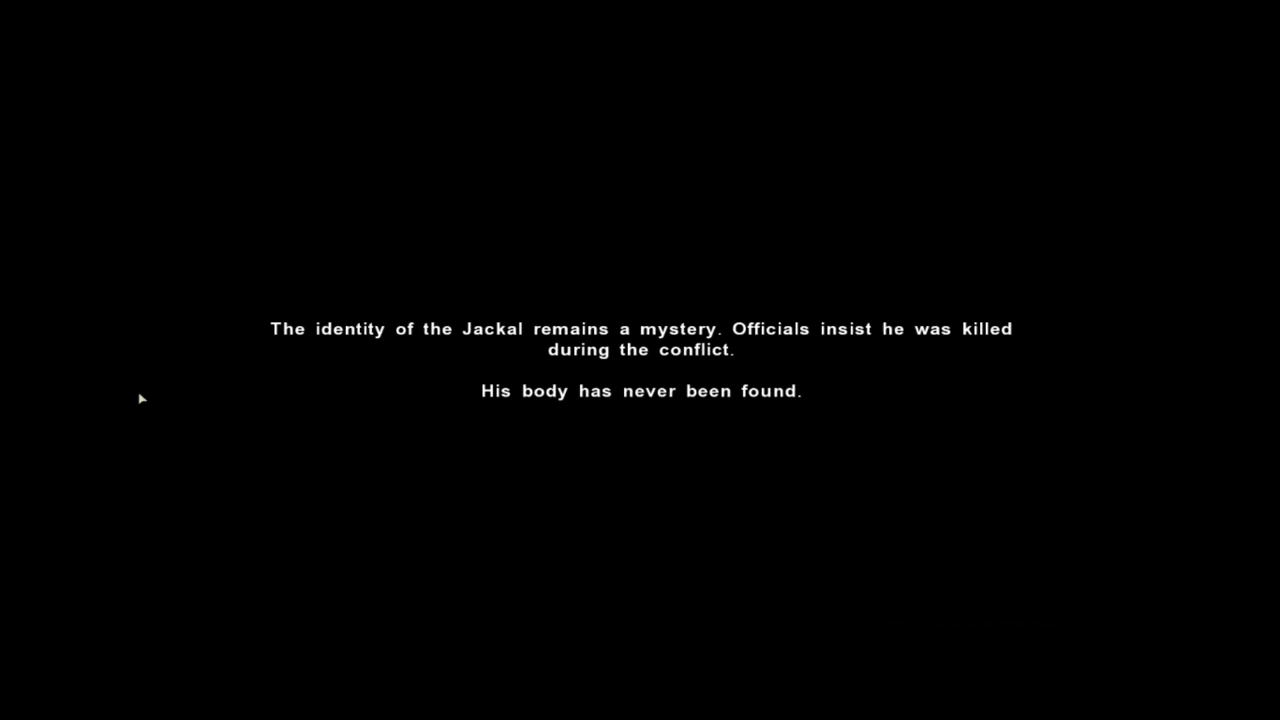 The identity of the Jackal remains a mystery. Officials insist he was killed
during the conflict.
His body has never been found.